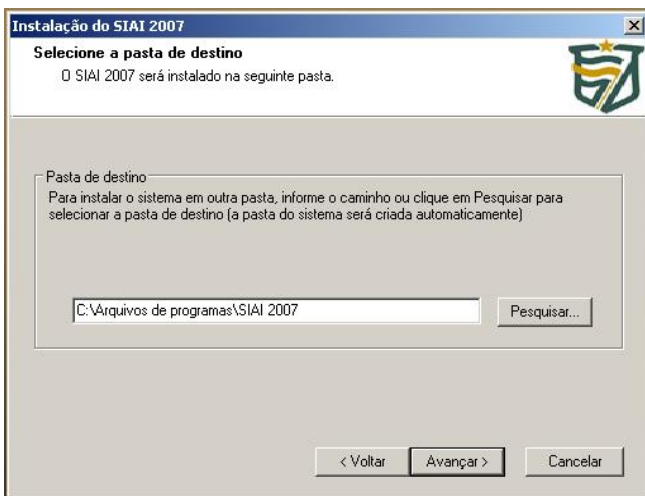 Instalação do SIAI 2007
Selecione a pasta de destino
O SIAI 2007 será instalado na seguinte pasta.
Pasta de destino
Para instalar o sistema em outra pasta, informe o caminho ou clique em Pesquisar para
selecionar a pasta de destino (a pasta do sistema será criada automaticamente)
C:\Arquivos de programas\SIAI 2007
Pesquisar...
< Voltar
Avançar >
Cancelar